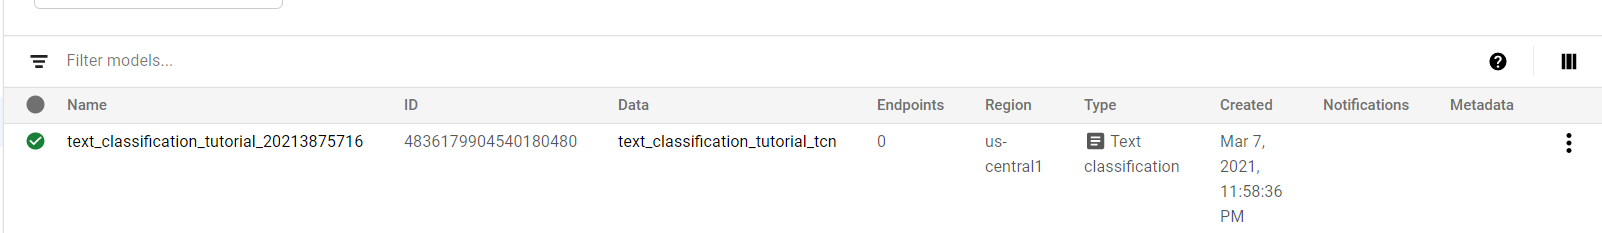 Filter models...
Name ID Data Endpoints Region Type Created Notifications Metadata
text_classification_tutorial_20213875716 4836179904540180480 text_classification_tutorial_tcn 0 us- Text Mar 7,
central1 classification 2021,
11:58:36
PM